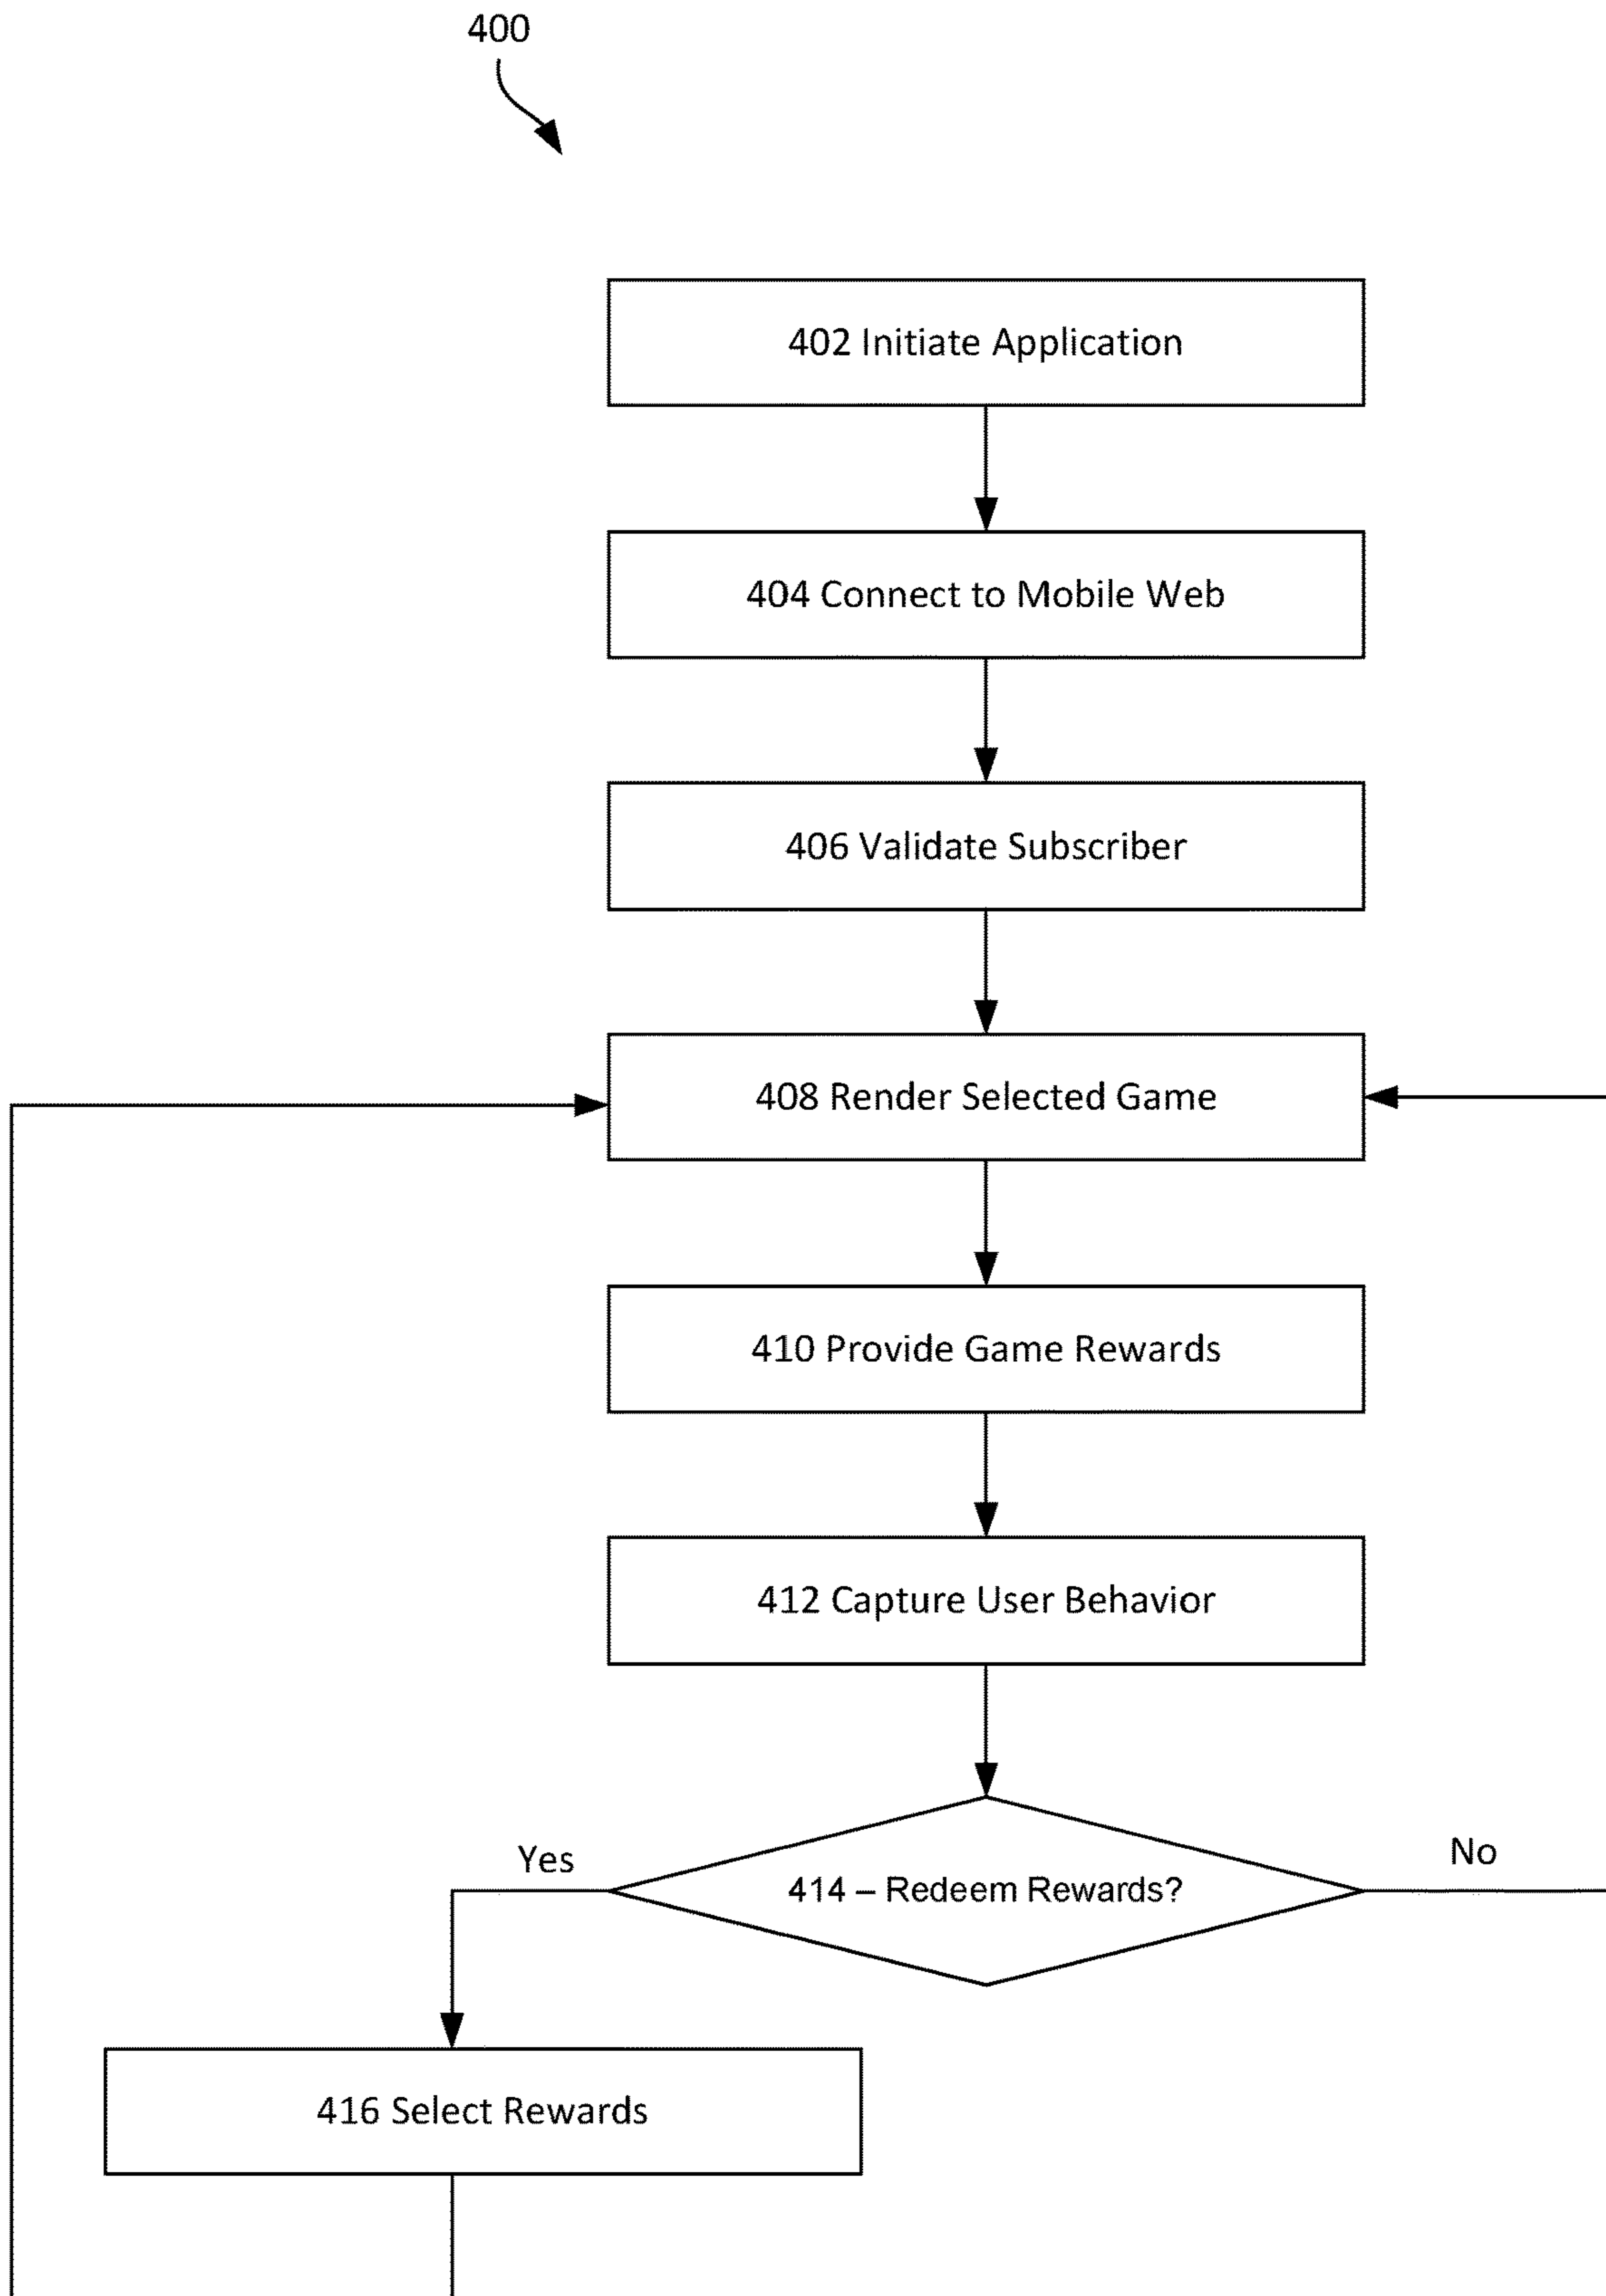 400
402 Initiate Application
404 Connect to Mobile Web
406 Validate Subscriber
408 Render Selected Game
410 Provide Game Rewards
412 Capture User Behavior
Yes
414 – Redeem Rewards?
No
416 Select Rewards